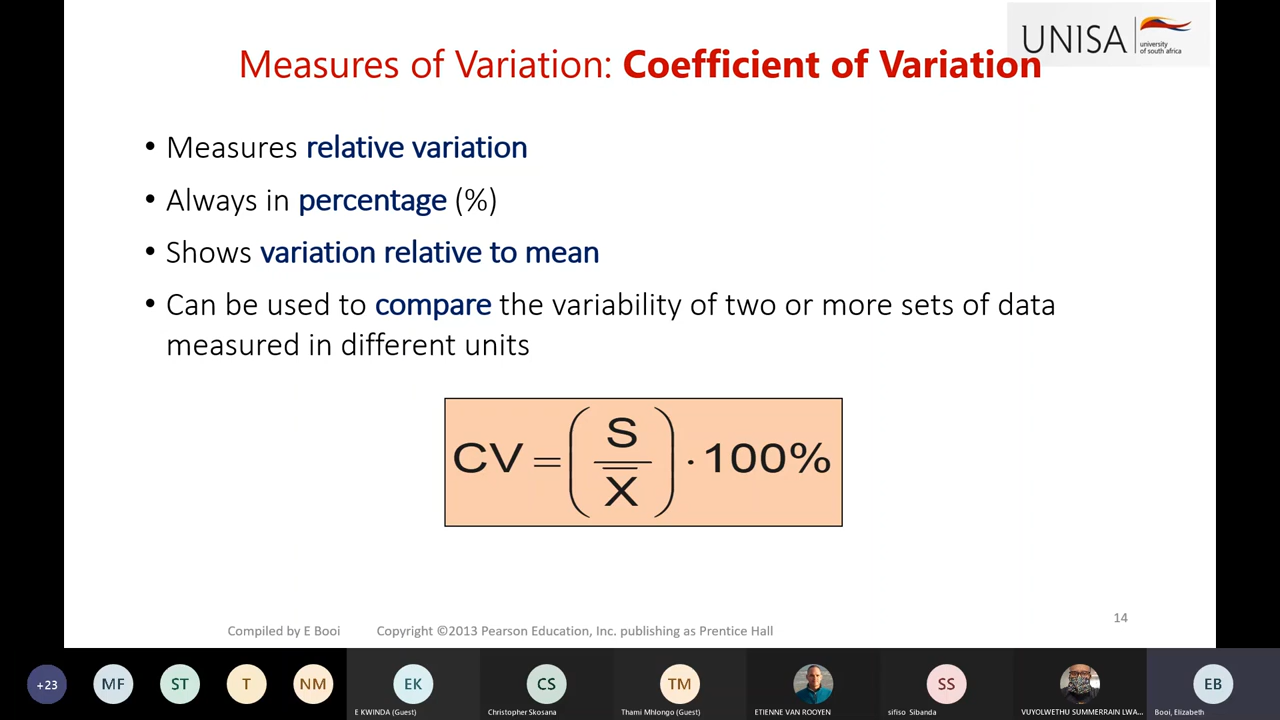 UNISA
university
of south africa
Measures of Variation: Coefficient of Variation
• Measures relative variation
• Always in percentage (%)
• Shows variation relative to mean
• Can be used to compare the variability of two or more sets of data
measured in different units
CV = (S / X̅) · 100%
14
Compiled by E Booi Copyright ©2013 Pearson Education, Inc. publishing as Prentice Hall
+23 MF ST T NM EK CS TM SS EB
E KWINDA (Guest) Christopher Skosana Thami Mhlongo (Guest) ETIENNE VAN ROOYEN sifiso Sibanda VUYOLWETHU SUMMERRAIN LWA... Booi, Elizabeth